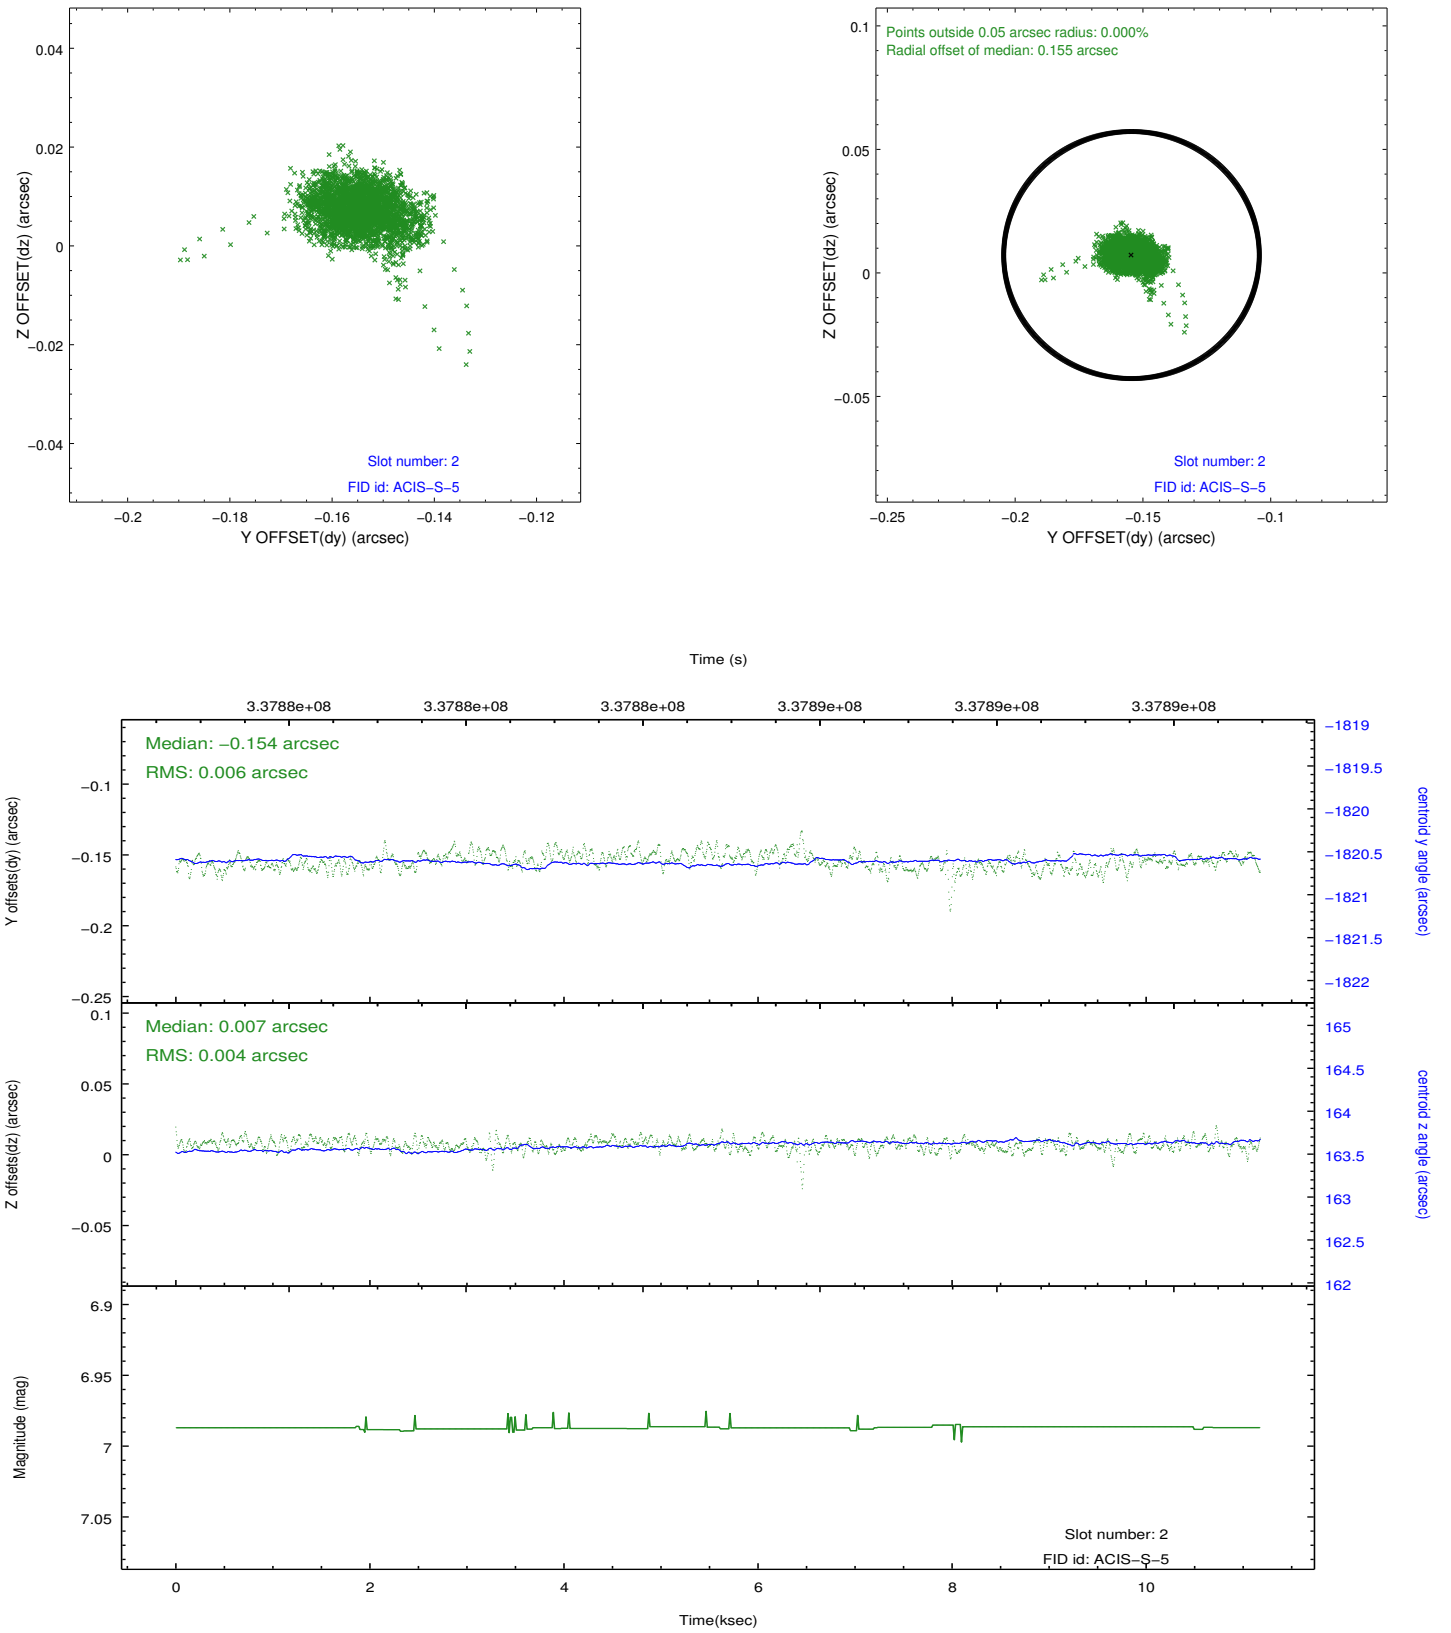 0.04
0.02
0
−0.02
−0.04
Z OFFSET(dz) (arcsec)
Slot number: 2
FID id: ACIS−S−5
−0.2
−0.18
−0.16
−0.14
−0.12
Y OFFSET(dy) (arcsec)
Points outside 0.05 arcsec radius: 0.000%
Radial offset of median: 0.155 arcsec
0.1
0.05
0
−0.05
Z OFFSET(dz) (arcsec)
Slot number: 2
FID id: ACIS−S−5
−0.25
−0.2
−0.15
−0.1
Y OFFSET(dy) (arcsec)
Time (s)
3.3788e+08
3.3788e+08
3.3788e+08
3.3789e+08
3.3789e+08
3.3789e+08
Median: −0.154 arcsec
RMS: 0.006 arcsec
−0.1
−0.15
−0.2
−0.25
Y offsets(dy) (arcsec)
−1819
−1819.5
−1820
−1820.5
−1821
−1821.5
−1822
centroid y angle (arcsec)
Median: 0.007 arcsec
RMS: 0.004 arcsec
0.1
0.05
0
−0.05
Z offsets(dz) (arcsec)
165
164.5
164
163.5
163
162.5
162
centroid z angle (arcsec)
6.9
6.95
7
7.05
Magnitude (mag)
Slot number: 2
FID id: ACIS−S−5
0
2
4
6
8
10
Time(ksec)